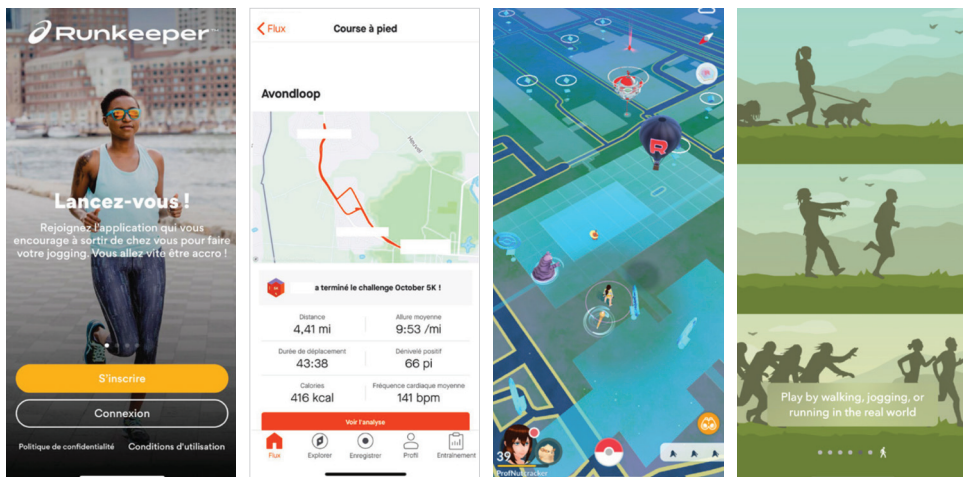 Runkeeper
Lancez-vous !
Rejoignez l'application qui vous
encourage à sortir de chez vous pour faire
votre jogging. Vous allez vite être accro !
S'inscrire
Connexion
Politique de confidentialité Conditions d'utilisation
Flux Course à pied
Avondloop
Heuvel
a terminé le challenge October 5K !
Distance Allure moyenne
4,41 mi 9:53 /mi
Durée de déplacement Dénivelé positif
43:38 66 pi
Calories Fréquence cardiaque moyenne
416 kcal 141 bpm
Voir l'analyse
Flux Explorer Enregistrer Profil Entraînement
R
39
ProfNutcracker
Play by walking, jogging, or
running in the real world